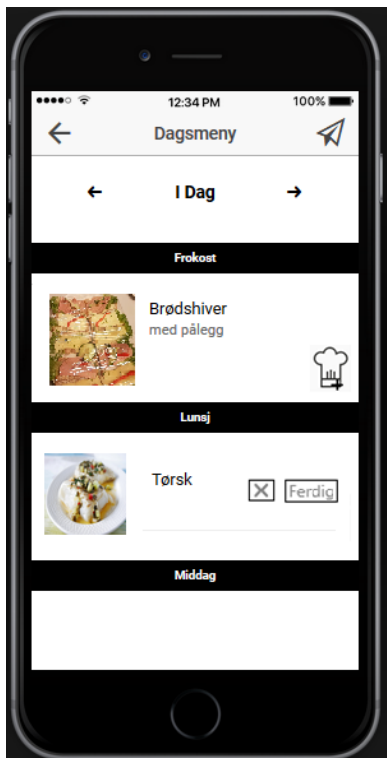 12:34 PM
100%
Dagsmeny
I Dag
Frokost
Brødshiver
med pålegg
Lunsj
Tørsk
Ferdig
Middag